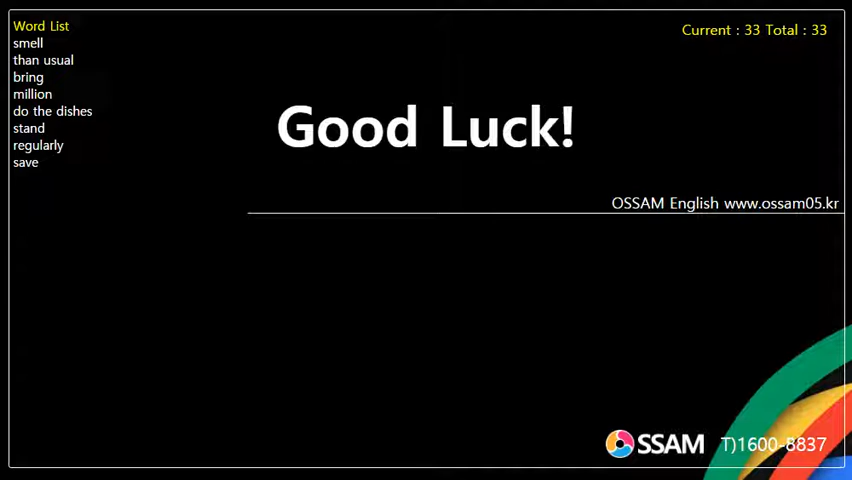 Word List
smell
than usual
bring
million
do the dishes
stand
regularly
save
Current : 33 Total : 33
Good Luck!
OSSAM English www.ossam05.kr
OSSAM T)1600-8837